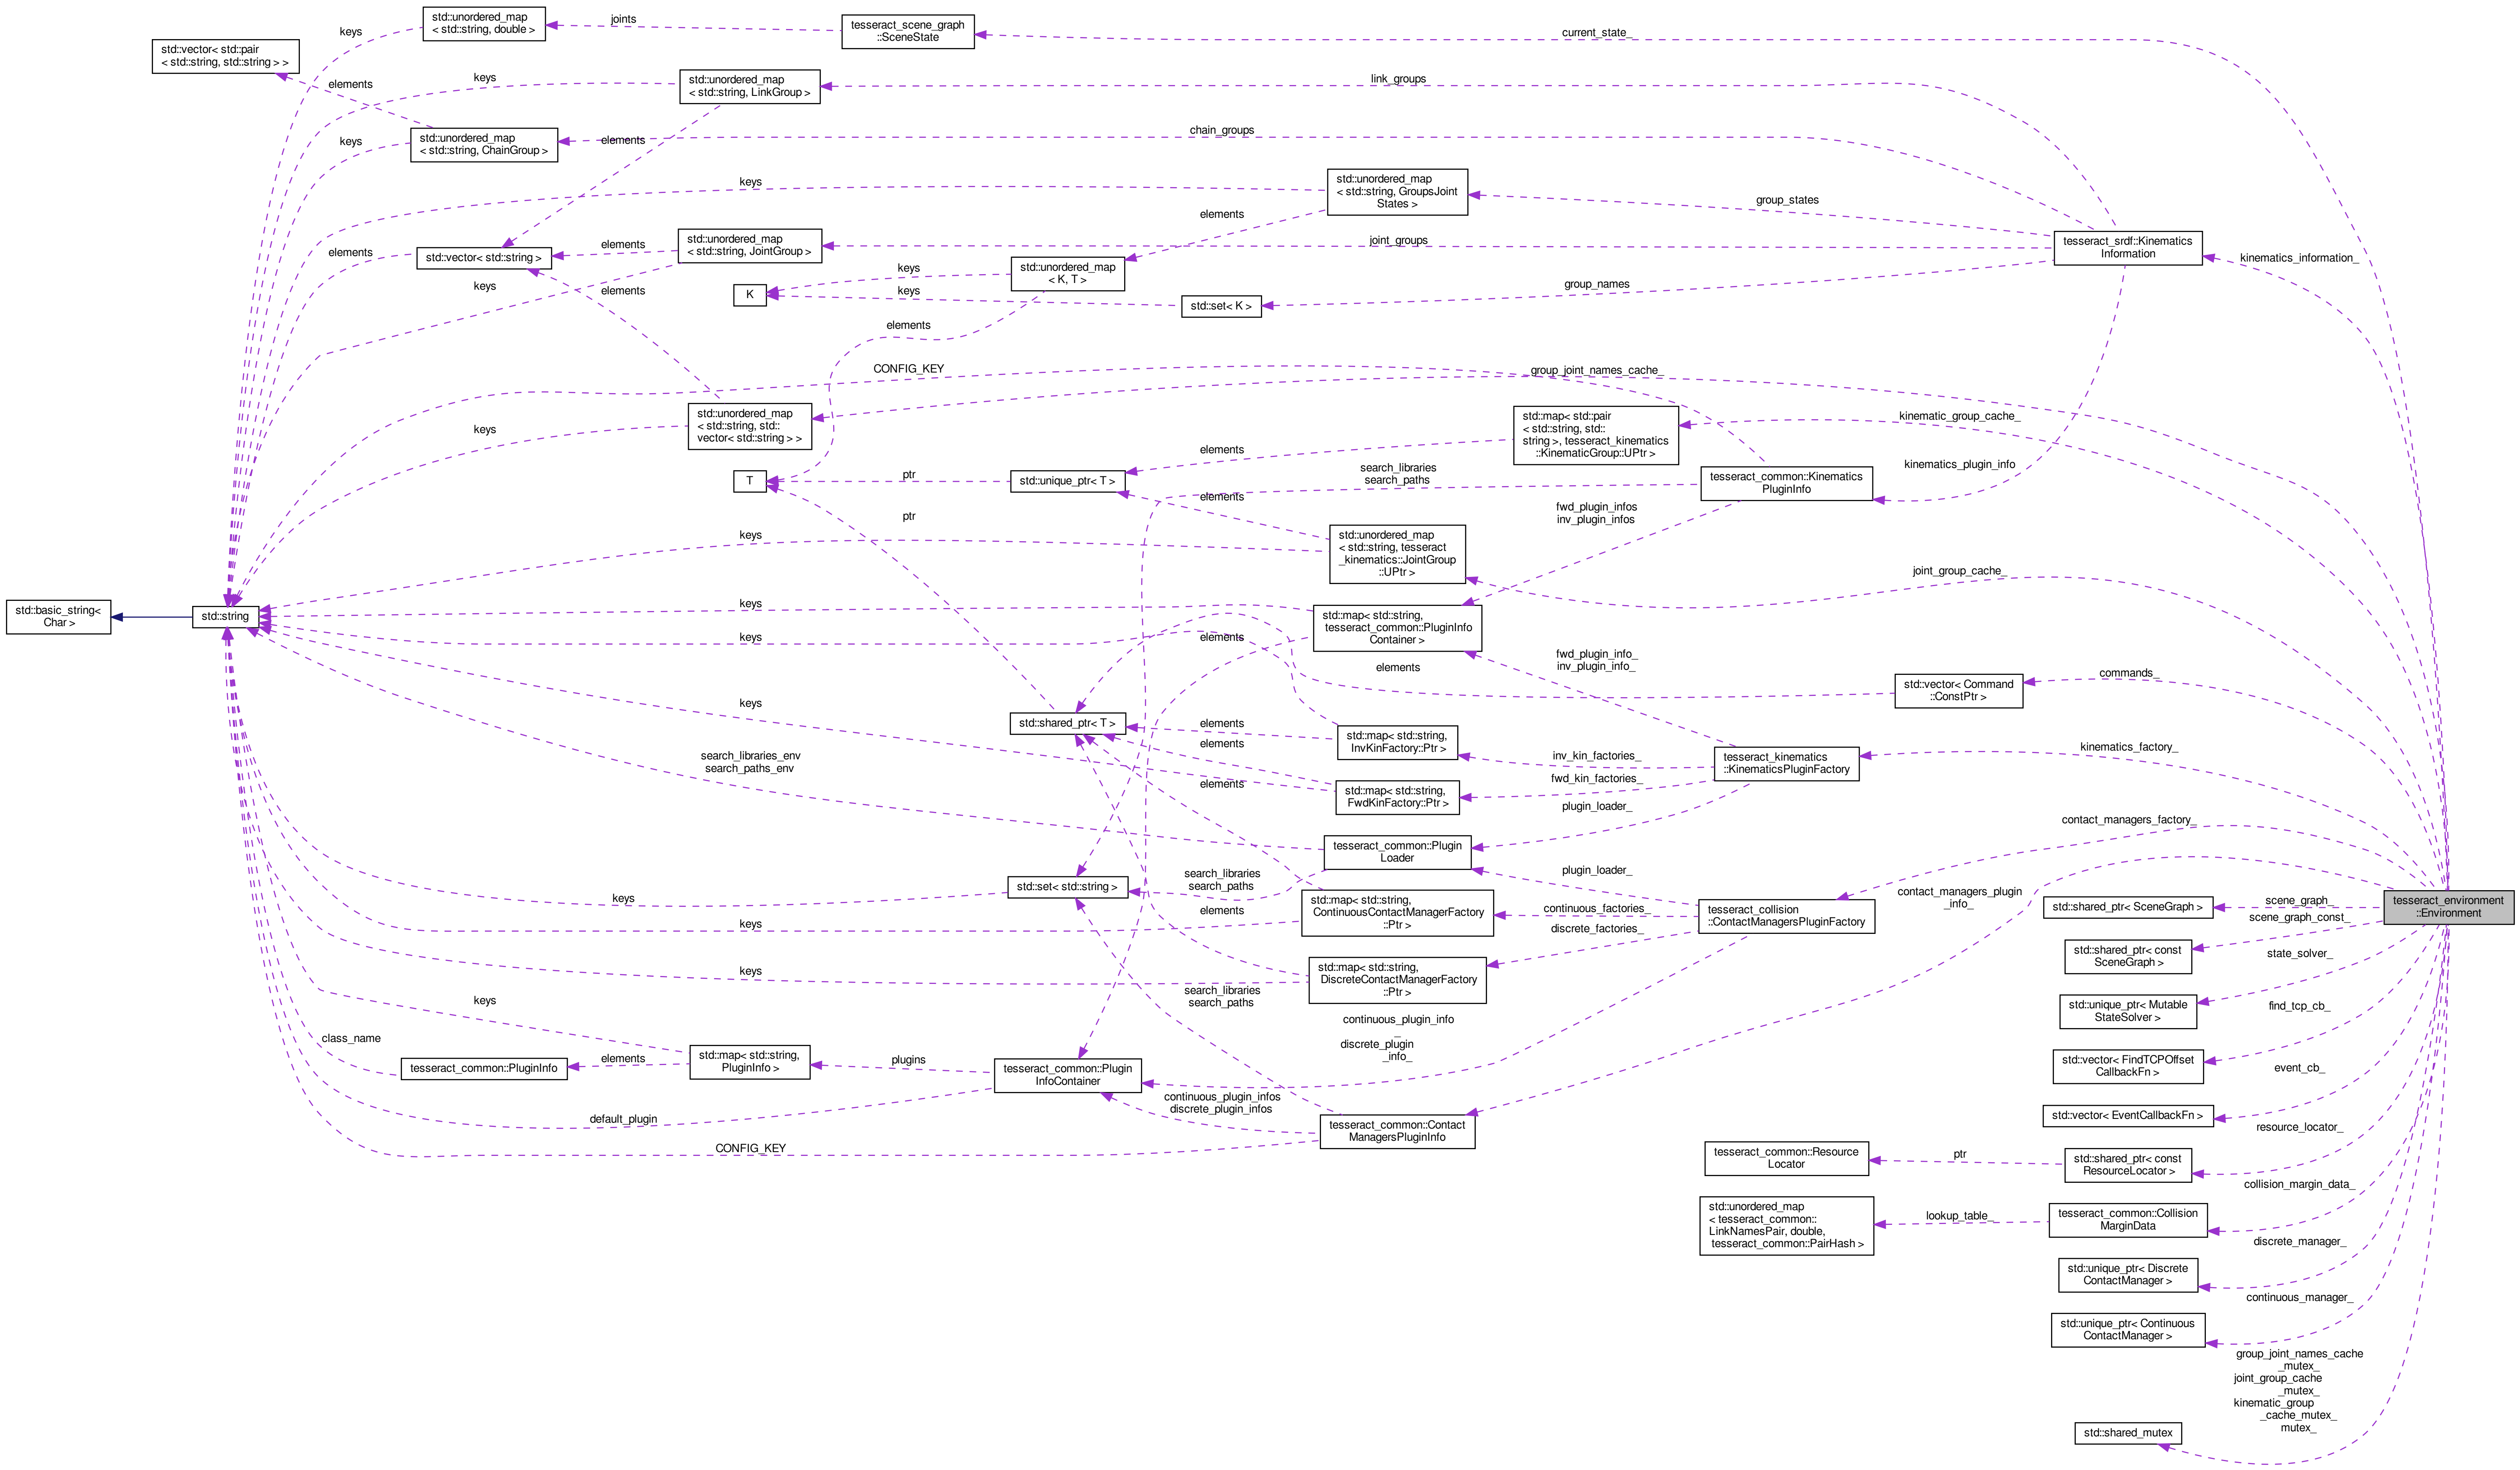 std::unordered_map
< std::string, double >
joints
tesseract_scene_graph
::SceneState
current_state_
keys
std::vector< std::pair
< std::string, std::string > >
elements
keys
std::unordered_map
< std::string, LinkGroup >
link_groups
std::unordered_map
< std::string, ChainGroup >
keys
elements
chain_groups
keys
std::unordered_map
< std::string, GroupsJoint
States >
group_states
elements
std::vector< std::string >
elements
elements
std::unordered_map
< std::string, JointGroup >
joint_groups
tesseract_srdf::Kinematics
Information
kinematics_information_
keys
elements
K
keys
keys
std::unordered_map
< K, T >
std::set< K >
group_names
elements
CONFIG_KEY
group_joint_names_cache_
std::unordered_map
< std::string, std::
vector< std::string > >
keys
std::map< std::pair
< std::string, std::
string >, tesseract_kinematics
::KinematicGroup::UPtr >
kinematic_group_cache_
elements
T
ptr
std::unique_ptr< T >
search_libraries
search_paths
tesseract_common::Kinematics
PluginInfo
kinematics_plugin_info
ptr
elements
fwd_plugin_infos
inv_plugin_infos
keys
std::unordered_map
< std::string, tesseract
_kinematics::JointGroup
::UPtr >
joint_group_cache_
std::basic_string<
Char >
std::string
keys
keys
elements
std::map< std::string,
tesseract_common::PluginInfo
Container >
fwd_plugin_info_
inv_plugin_info_
elements
std::vector< Command
::ConstPtr >
commands_
keys
std::shared_ptr< T >
elements
elements
std::map< std::string,
InvKinFactory::Ptr >
inv_kin_factories_
tesseract_kinematics
::KinematicsPluginFactory
kinematics_factory_
search_libraries_env
search_paths_env
elements
std::map< std::string,
FwdKinFactory::Ptr >
fwd_kin_factories_
plugin_loader_
contact_managers_factory_
tesseract_common::Plugin
Loader
std::set< std::string >
keys
search_libraries
search_paths
plugin_loader_
keys
elements
std::map< std::string,
ContinuousContactManagerFactory
::Ptr >
continuous_factories_
discrete_factories_
tesseract_collision
::ContactManagersPluginFactory
contact_managers_plugin
_info_
std::shared_ptr< SceneGraph >
scene_graph_
tesseract_environment
::Environment
scene_graph_const_
std::shared_ptr< const
SceneGraph >
keys
std::map< std::string,
DiscreteContactManagerFactory
::Ptr >
state_solver_
std::unique_ptr< Mutable
StateSolver >
keys
search_libraries
search_paths
continuous_plugin_info
_
discrete_plugin
_info_
find_tcp_cb_
std::vector< FindTCPOffset
CallbackFn >
class_name
tesseract_common::PluginInfo
elements
std::map< std::string,
PluginInfo >
plugins
tesseract_common::Plugin
InfoContainer
event_cb_
std::vector< EventCallbackFn >
default_plugin
continuous_plugin_infos
discrete_plugin_infos
CONFIG_KEY
tesseract_common::Contact
ManagersPluginInfo
resource_locator_
tesseract_common::Resource
Locator
ptr
std::shared_ptr< const
ResourceLocator >
collision_margin_data_
std::unordered_map
< tesseract_common::
LinkNamesPair, double,
tesseract_common::PairHash >
lookup_table_
tesseract_common::Collision
MarginData
discrete_manager_
std::unique_ptr< Discrete
ContactManager >
continuous_manager_
std::unique_ptr< Continuous
ContactManager >
group_joint_names_cache
_mutex_
joint_group_cache
_mutex_
kinematic_group
_cache_mutex_
mutex_
std::shared_mutex